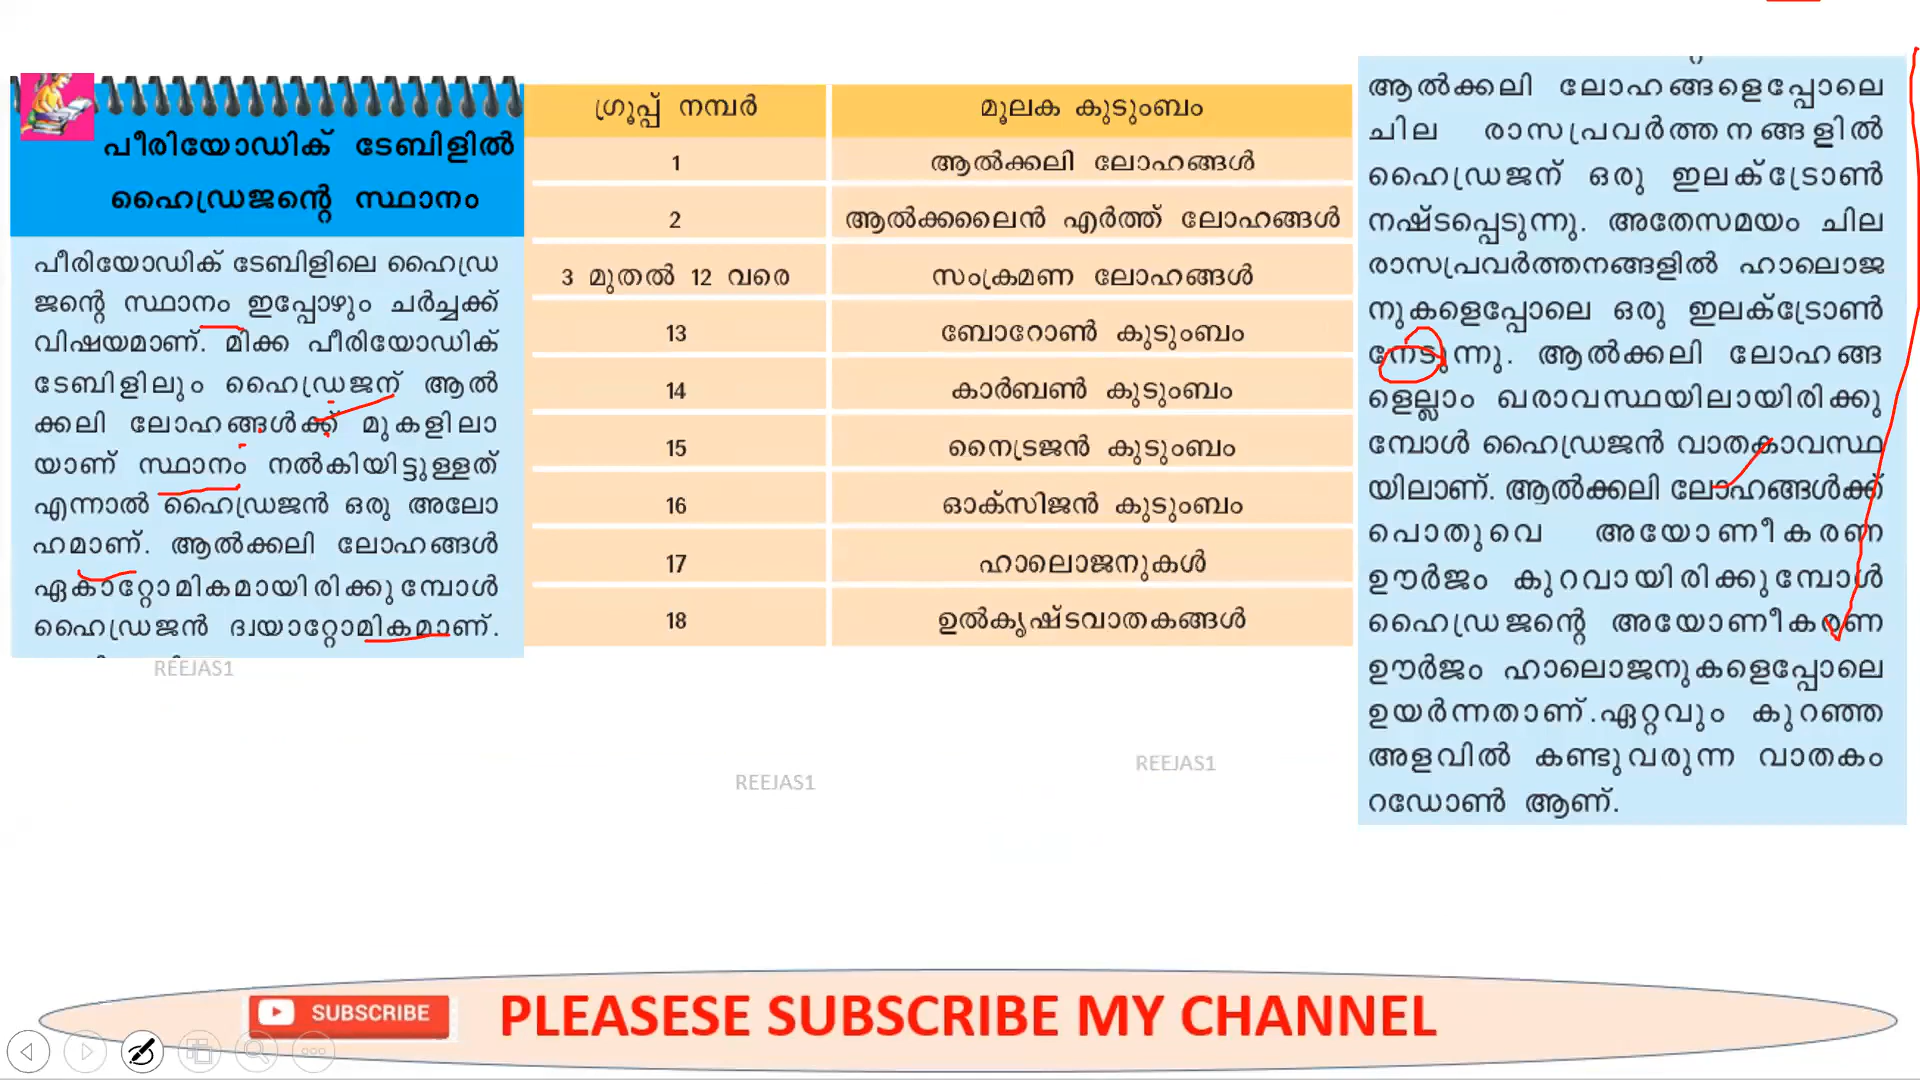 പീരിയോഡിക് ടേബിളിൽ
ഹൈഡ്രജന്റെ സ്ഥാനം
പീരിയോഡിക് ടേബിളിലെ ഹൈഡ്ര
ജന്റെ സ്ഥാനം ഇപ്പോഴും ചർച്ചക്ക്
വിഷയമാണ്. മിക്ക പീരിയോഡിക്
ടേബിളിലും ഹൈഡ്രജന് ആൽ
ക്കലി ലോഹങ്ങൾക്ക് മുകളിലാ
യാണ് സ്ഥാനം നൽകിയിട്ടുള്ളത്
എന്നാൽ ഹൈഡ്രജൻ ഒരു അലോ
ഹമാണ്. ആൽക്കലി ലോഹങ്ങൾ
ഏകാറ്റോമികമായിരിക്കുമ്പോൾ
ഹൈഡ്രജൻ ദ്വയാറ്റോമികമാണ്.
REEJAS1
ഗ്രൂപ്പ് നമ്പർ മൂലക കുടുംബം
1 ആൽക്കലി ലോഹങ്ങൾ
2 ആൽക്കലൈൻ എർത്ത് ലോഹങ്ങൾ
3 മുതൽ 12 വരെ സംക്രമണ ലോഹങ്ങൾ
13 ബോറോൺ കുടുംബം
14 കാർബൺ കുടുംബം
15 നൈട്രജൻ കുടുംബം
16 ഓക്സിജൻ കുടുംബം
17 ഹാലൊജനുകൾ
18 ഉൽകൃഷ്ടവാതകങ്ങൾ
REEJAS1
REEJAS1
ആൽക്കലി ലോഹങ്ങളെപ്പോലെ
ചില രാസപ്രവർത്തനങ്ങളിൽ
ഹൈഡ്രജന് ഒരു ഇലക്ട്രോൺ
നഷ്ടപ്പെടുന്നു. അതേസമയം ചില
രാസപ്രവർത്തനങ്ങളിൽ ഹാലൊജ
നുകളെപ്പോലെ ഒരു ഇലക്ട്രോൺ
നേടുന്നു. ആൽക്കലി ലോഹങ്ങ
ളെല്ലാം ഖരാവസ്ഥയിലായിരിക്കു
മ്പോൾ ഹൈഡ്രജൻ വാതകാവസ്ഥ
യിലാണ്. ആൽക്കലി ലോഹങ്ങൾക്ക്
പൊതുവെ അയോണീകരണ
ഊർജം കുറവായിരിക്കുമ്പോൾ
ഹൈഡ്രജന്റെ അയോണീകരണ
ഊർജം ഹാലൊജനുകളെപ്പോലെ
ഉയർന്നതാണ്.ഏറ്റവും കുറഞ്ഞ
അളവിൽ കണ്ടുവരുന്ന വാതകം
റഡോൺ ആണ്.
SUBSCRIBE
PLEASESE SUBSCRIBE MY CHANNEL